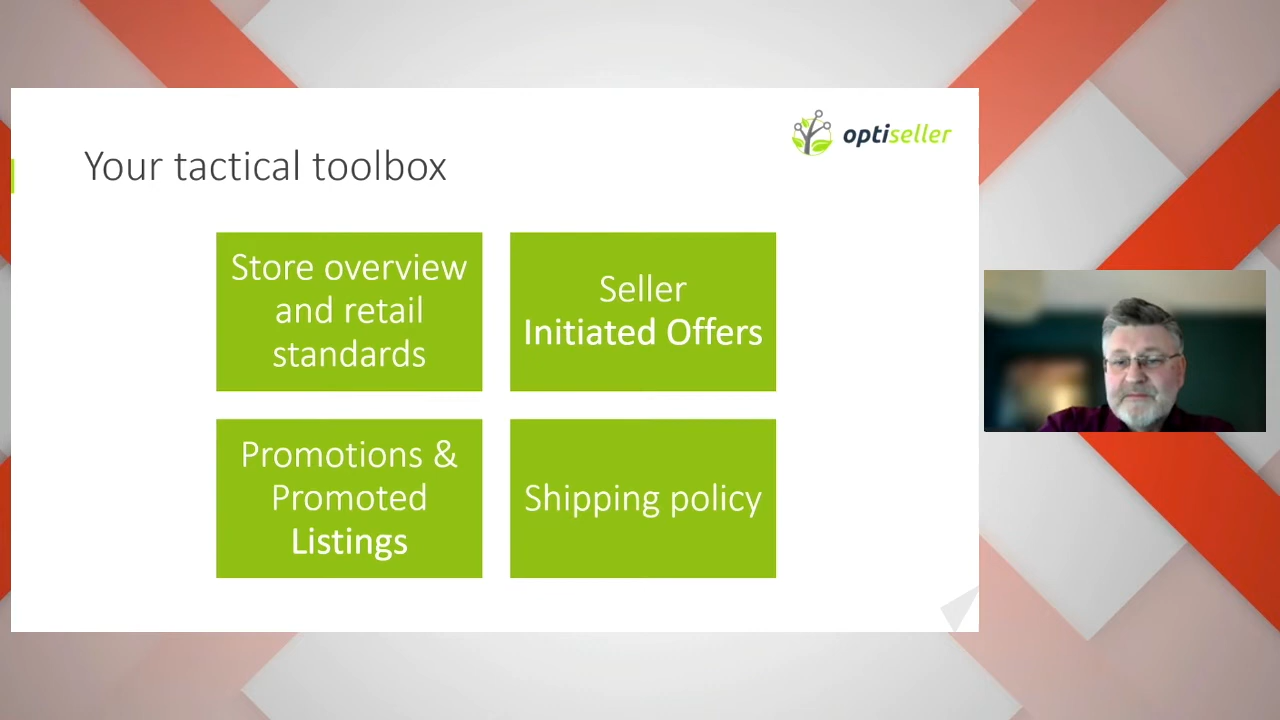 optiseller
Your tactical toolbox
Store overview
and retail
standards
Seller
Initiated Offers
Promotions &
Promoted
Listings
Shipping policy